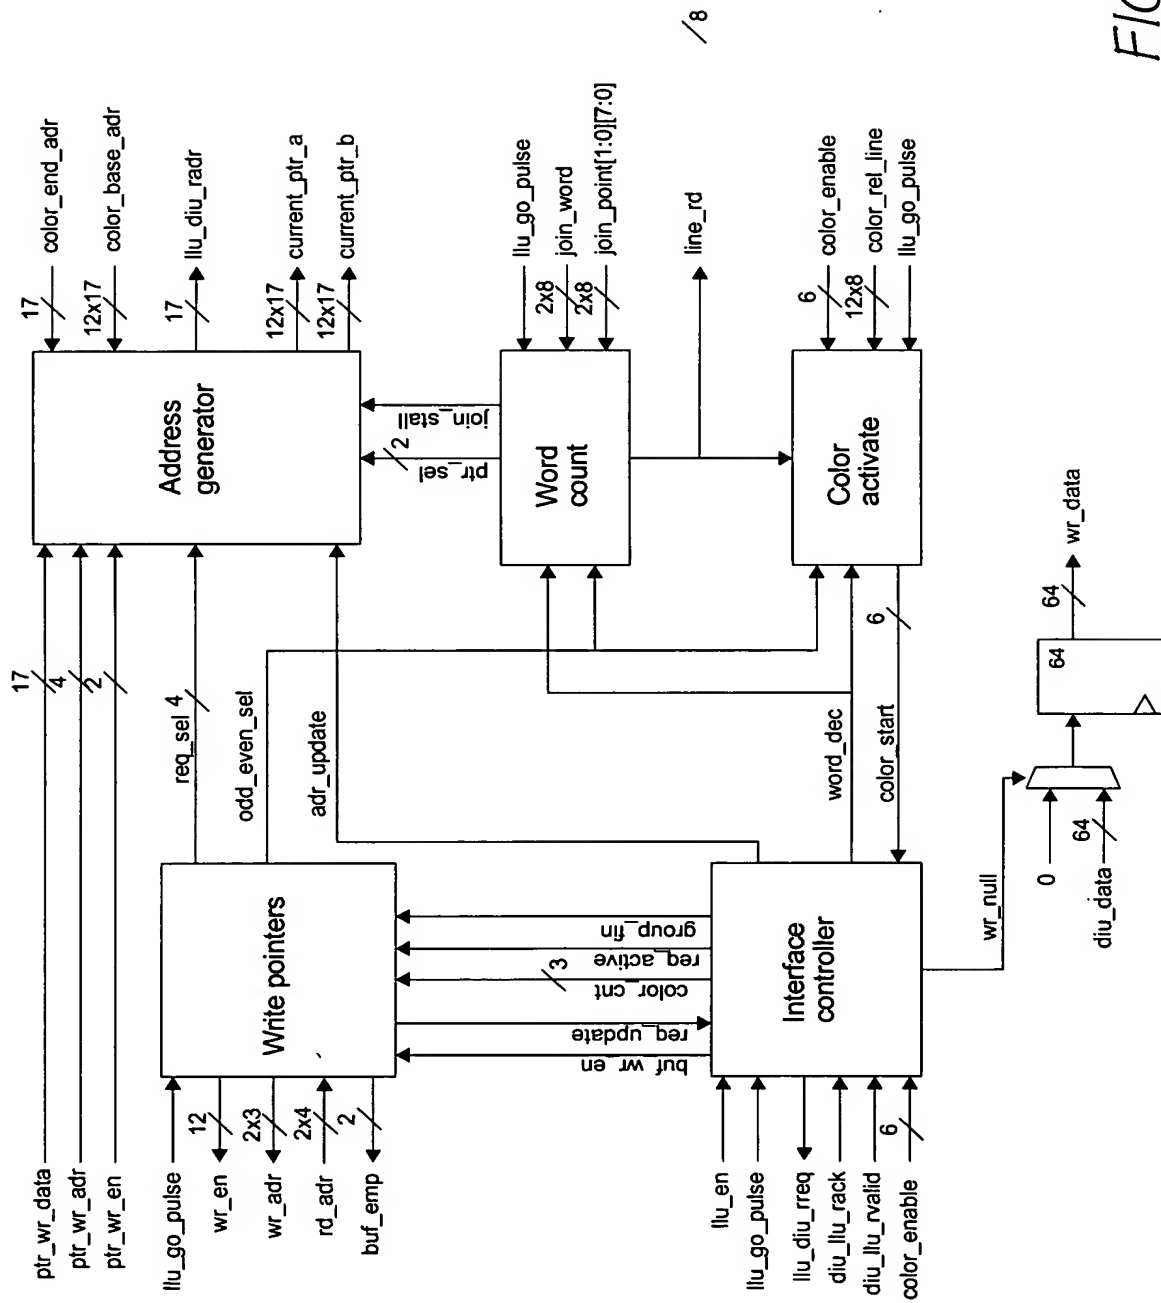 ptr_wr_data
17
ptr_wr_adr
4
ptr_wr_en
2
llu_go_pulse
wr_en
12
wr_adr
2x3
rd_adr
2x4
buf_emp
2
Write pointers
req_sel 4
odd_even_sel
adr_update
Address
generator
17
color_end_adr
12x17
color_base_adr
17
llu_diu_radr
12x17
current_ptr_a
12x17
current_ptr_b
buf_wr_en
req_update
color_cnt
3
req_active
group_fin
ptr_sel
2
join_stall
Word
count
llu_go_pulse
2x8
join_word
2x8
join_point[1:0][7:0]
line_rd
llu_en
llu_go_pulse
llu_diu_rreq
diu_llu_rack
diu_llu_rvalid
color_enable
6
Interface
controller
word_dec
color_start
6
Color
activate
6
color_enable
12x8
color_rel_line
llu_go_pulse
wr_null
0
diu_data
64
64
64
wr_data
8
FIG